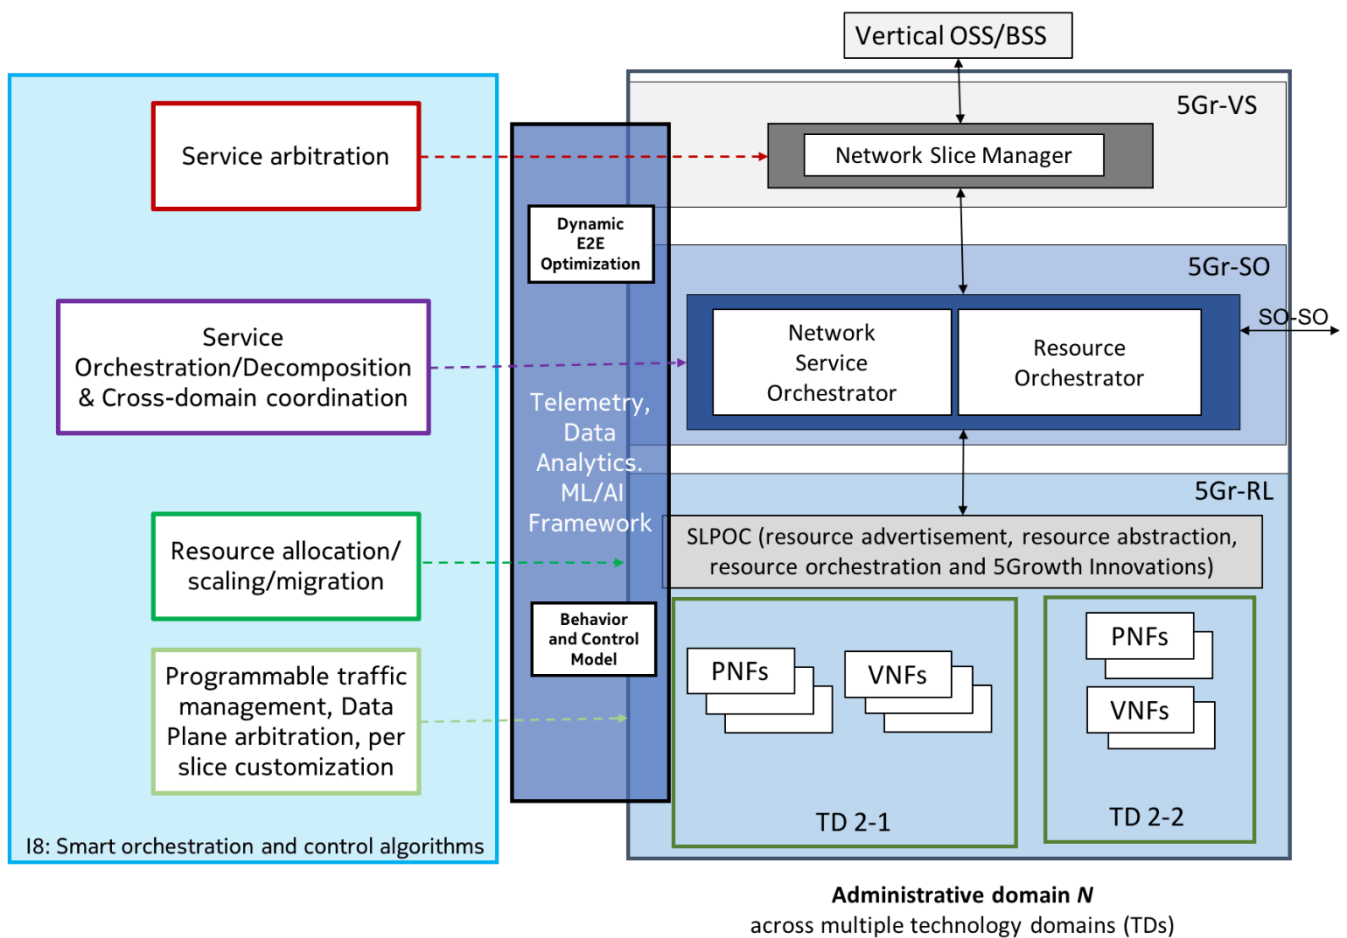 Vertical OSS/BSS
5Gr-VS
Service arbitration
Network Slice Manager
Dynamic
E2E
Optimization
5Gr-SO
SO-SO
Service
Orchestration/Decomposition
& Cross-domain coordination
Network
Service
Orchestrator
Resource
Orchestrator
Telemetry,
Data
Analytics.
ML/AI
Framework
5Gr-RL
SLPOC (resource advertisement, resource abstraction,
resource orchestration and 5Growth Innovations)
Resource allocation/
scaling/migration
Behavior
and Control
Model
Programmable traffic
management, Data
Plane arbitration, per
slice customization
PNFs
VNFs
PNFs
VNFs
TD 2-1
TD 2-2
I8: Smart orchestration and control algorithms
Administrative domain N
across multiple technology domains (TDs)